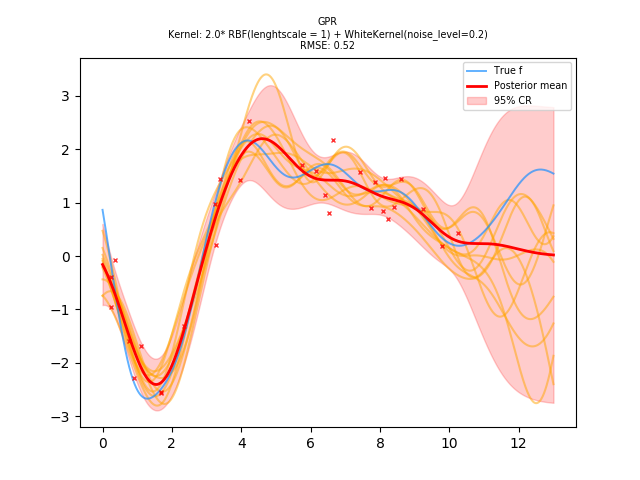 GPR
Kernel: 2.0* RBF(lenghtscale = 1) + WhiteKernel(noise_level=0.2)
RMSE: 0.52
True f
Posterior mean
95% CR
3
2
1
0
−1
−2
−3
0 2 4 6 8 10 12